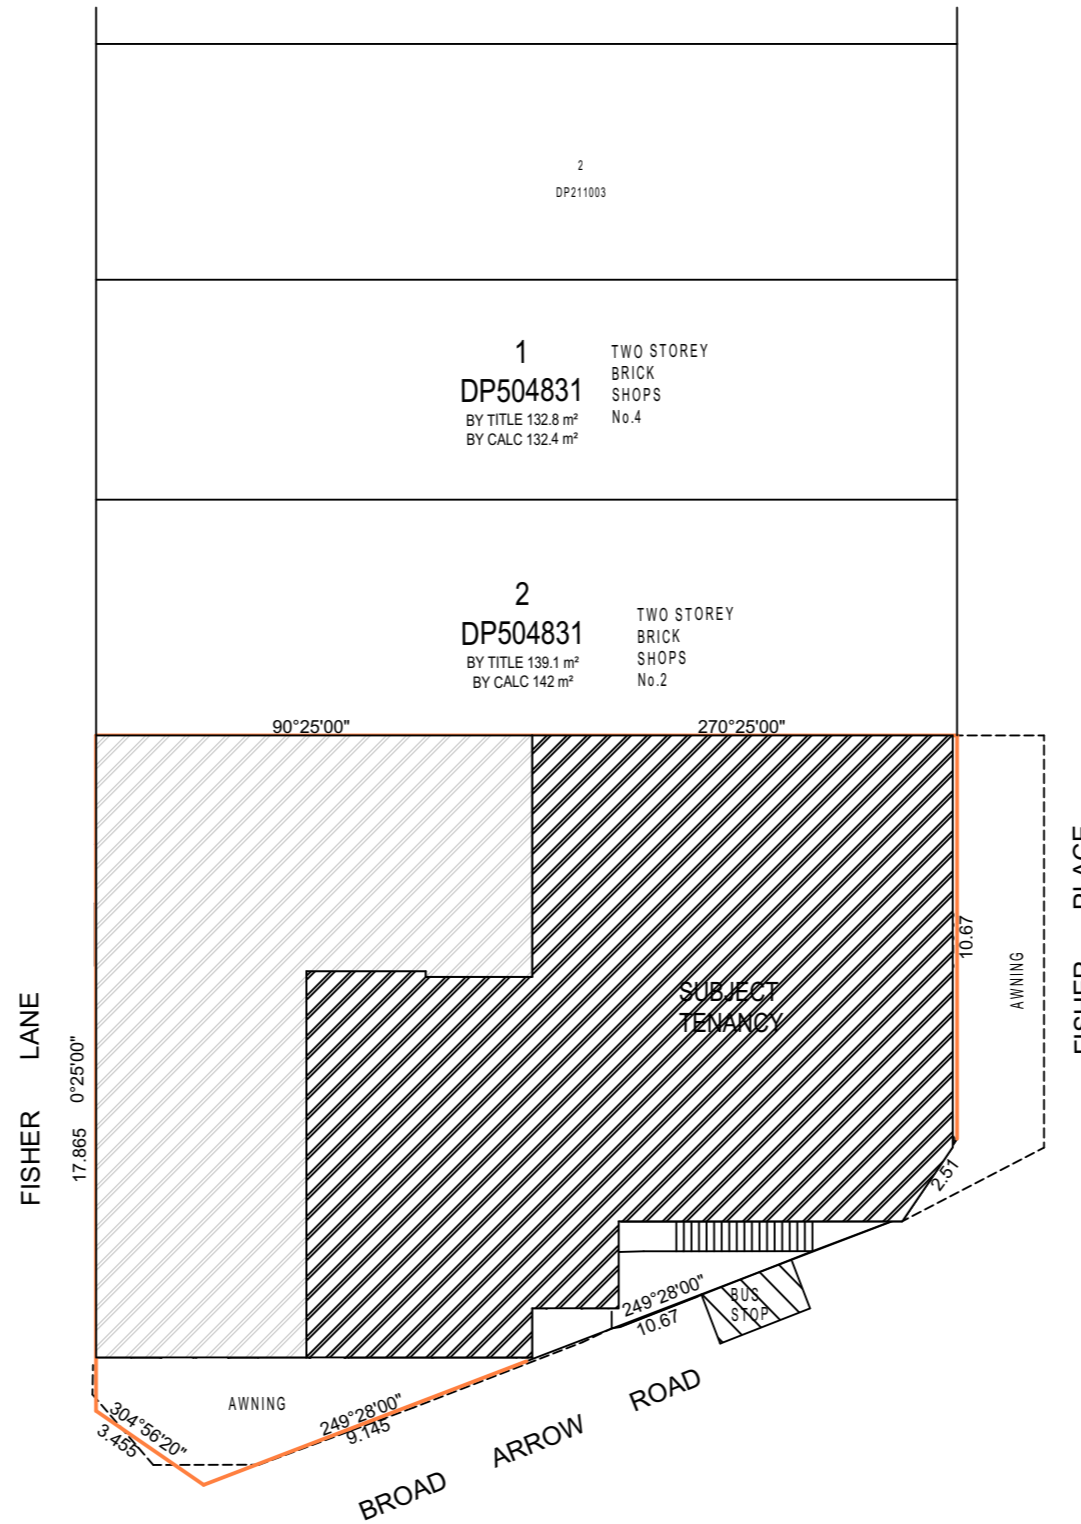 2
DP211003
1
DP504831
BY TITLE 132.8 m²
BY CALC 132.4 m²
TWO STOREY
BRICK
SHOPS
No.4
2
DP504831
BY TITLE 139.1 m²
BY CALC 142 m²
TWO STOREY
BRICK
SHOPS
No.2
90°25'00"
270°25'00"
FISHER PLACE
10.67
AWNING
SUBJECT
TENANCY
FISHER LANE
17.865 0°25'00"
2.51
249°28'00"
10.67
BUS
STOP
AWNING
304°56'20"
3.455
249°28'00"
9.145
BROAD ARROW ROAD